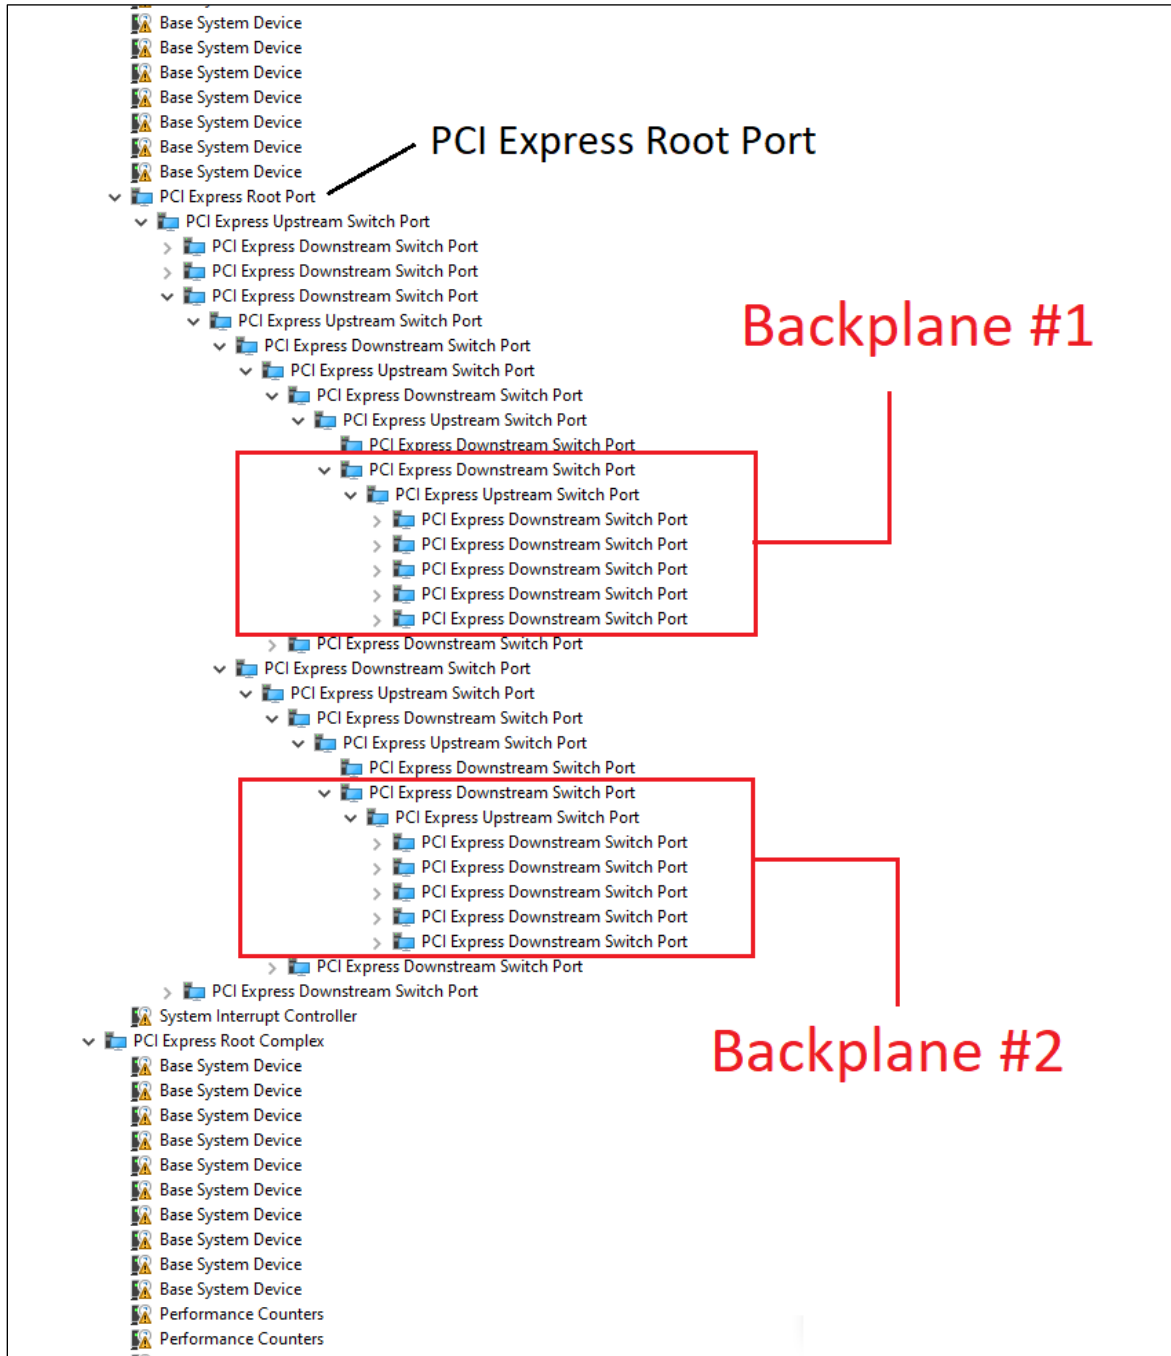 Base System Device
Base System Device
Base System Device
Base System Device
Base System Device
Base System Device
Base System Device
PCI Express Root Port
PCI Express Root Port
PCI Express Upstream Switch Port
PCI Express Downstream Switch Port
PCI Express Downstream Switch Port
PCI Express Downstream Switch Port
PCI Express Upstream Switch Port
Backplane #1
PCI Express Downstream Switch Port
PCI Express Upstream Switch Port
PCI Express Downstream Switch Port
PCI Express Upstream Switch Port
PCI Express Downstream Switch Port
PCI Express Downstream Switch Port
PCI Express Upstream Switch Port
PCI Express Downstream Switch Port
PCI Express Downstream Switch Port
PCI Express Downstream Switch Port
PCI Express Downstream Switch Port
PCI Express Downstream Switch Port
PCI Express Downstream Switch Port
PCI Express Downstream Switch Port
PCI Express Upstream Switch Port
PCI Express Downstream Switch Port
PCI Express Upstream Switch Port
PCI Express Downstream Switch Port
PCI Express Downstream Switch Port
PCI Express Upstream Switch Port
PCI Express Downstream Switch Port
PCI Express Downstream Switch Port
PCI Express Downstream Switch Port
PCI Express Downstream Switch Port
PCI Express Downstream Switch Port
PCI Express Downstream Switch Port
PCI Express Downstream Switch Port
System Interrupt Controller
PCI Express Root Complex
Backplane #2
Base System Device
Base System Device
Base System Device
Base System Device
Base System Device
Base System Device
Base System Device
Base System Device
Base System Device
Base System Device
Performance Counters
Performance Counters